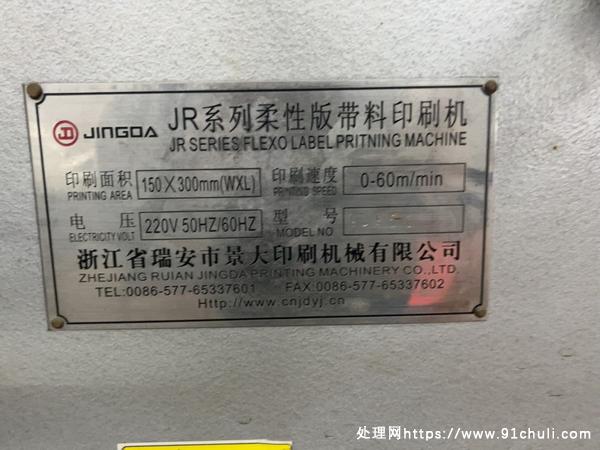 JINGDA JR系列柔性版带料印刷机
JR SERIES FLEXO LABEL PRITNING MACHINE
印刷面积 150X300mm(WXL) 印刷速度 0-60m/min
PRINTING AREA PRINTING SPEED
电 压 220V 50HZ/60HZ 型 号
ELECTRICITY VOLT MODEL NO
浙江省瑞安市景大印刷机械有限公司
ZHEJIANG RUIAN JINGDA PRINTING MACHINERY CO.,LTD.
TEL:0086-577-65337601 FAX:0086-577-65337602
Http://www.cnjdyj.cn
处理网https://www.91chuli.com/